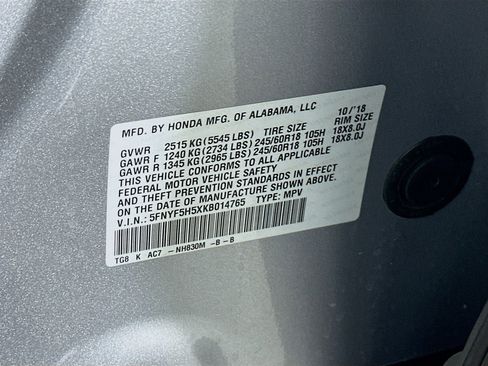 MFD. BY HONDA MFG. OF ALABAMA, LLC 10/'18
GVWR 2515 KG (5545 LBS) TIRE SIZE RIM SIZE
GAWR F 1240 KG (2734 LBS) 245/60R18 105H 18X8.0J
GAWR R 1345 KG (2965 LBS) 245/60R18 105H 18X8.0J
THIS VEHICLE CONFORMS TO ALL APPLICABLE
FEDERAL MOTOR VEHICLE SAFETY, BUMPER,
AND THEFT PREVENTION STANDARDS IN EFFECT
ON THE DATE OF MANUFACTURE SHOWN ABOVE.
V.I.N.: 5FNYF5H5XKB014765 TYPE: MPV
TG8 K AC7 -NH830M -B -B